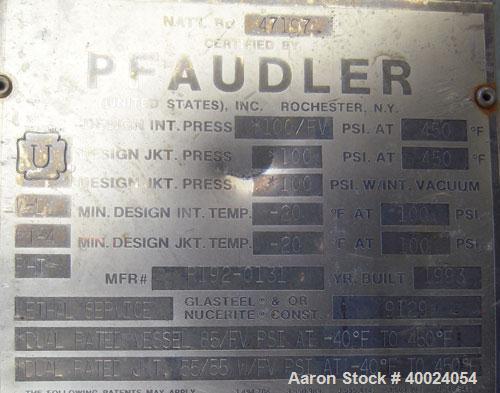 NAT'L BD 47107
CERTIFIED BY
PFAUDLER
(UNITED STATES), INC. ROCHESTER, N.Y.
DESIGN INT. PRESS *100/FV PSI. AT 450 °F
U DESIGN JKT. PRESS *100 PSI. AT 450 °F
DESIGN JKT. PRESS *100 PSI. W/INT. VACUUM
-L- MIN. DESIGN INT. TEMP. -20 °F AT 100 PSI.
MIN. DESIGN JKT. TEMP. -20 °F AT 100 PSI.
-HT-
MFR# YR. BUILT 1993
LETHAL SERVICE GLASTEEL® & OR
NUCERITE® CONST.
DUAL RATED VESSEL 85/FV PSI AT -40°F TO 450°F
DUAL RATED JKT. 55/55 W/FV PSI AT -40°F TO 450°F
THE FOLLOWING PATENTS MAY APPLY
Aaron Stock # 40024054